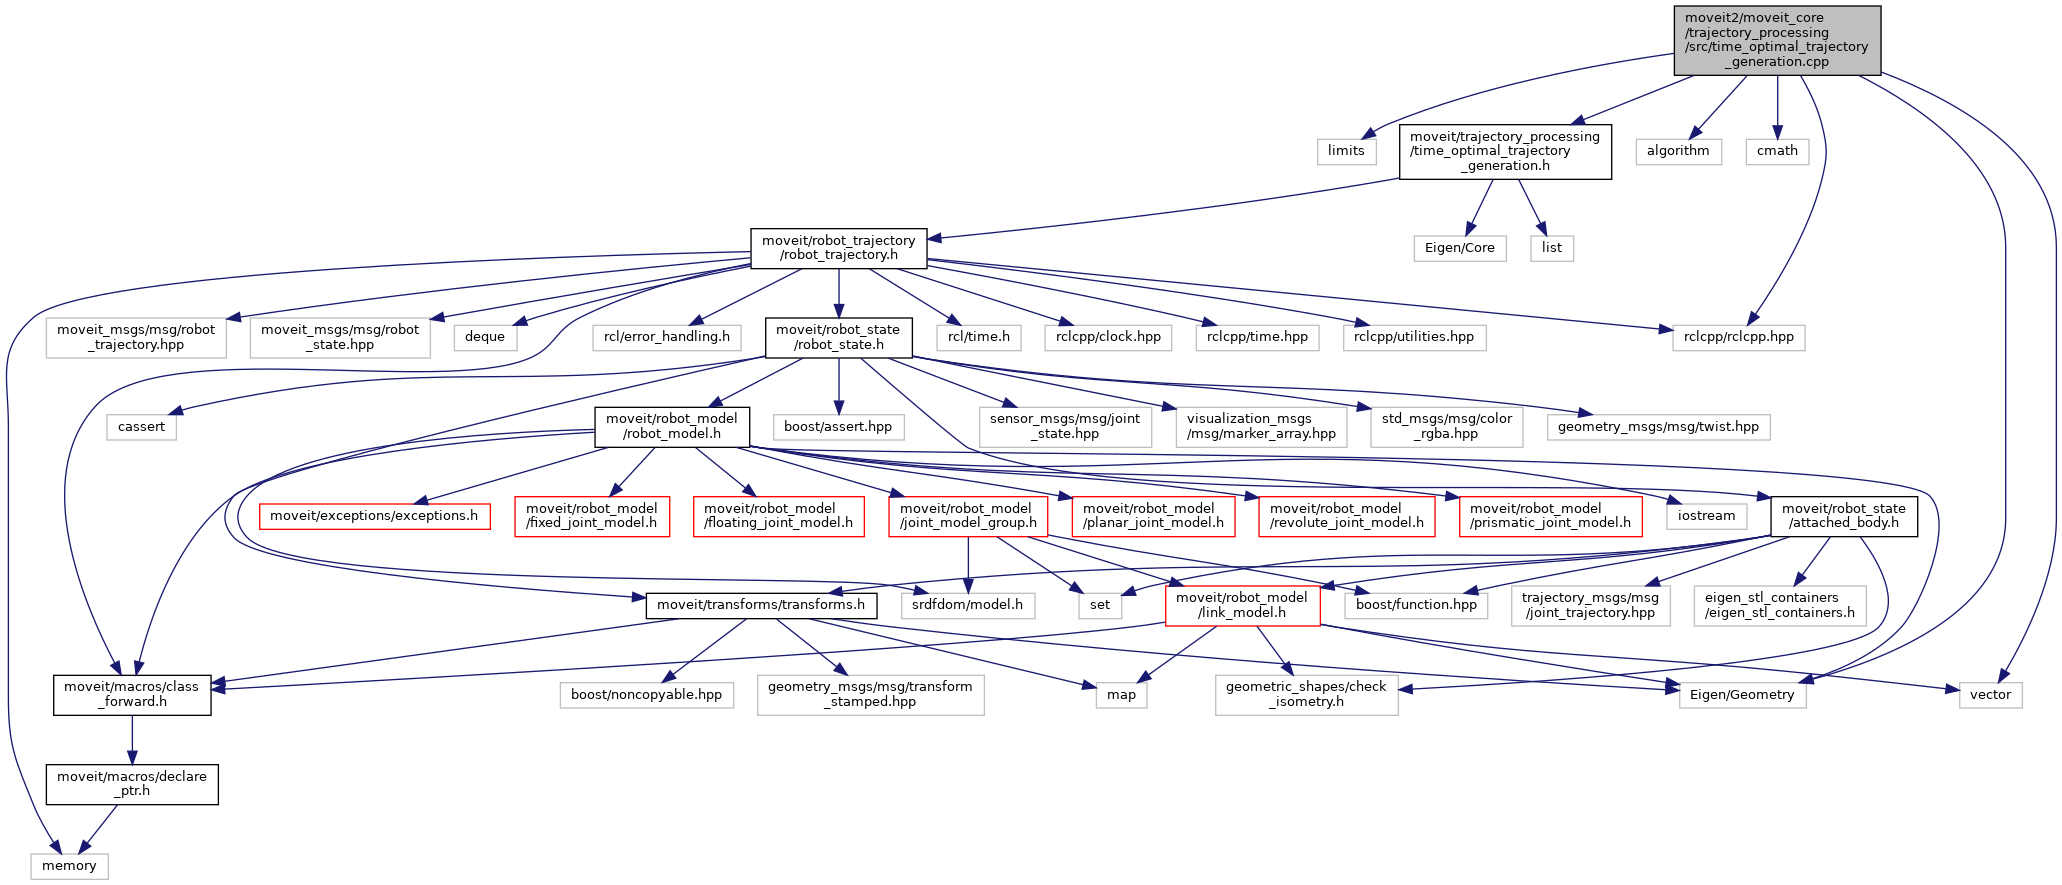 moveit2/moveit_core
/trajectory_processing
/src/time_optimal_trajectory
_generation.cpp
limits
moveit/trajectory_processing
/time_optimal_trajectory
_generation.h
algorithm
cmath
moveit/robot_trajectory
/robot_trajectory.h
Eigen/Core
list
moveit_msgs/msg/robot
_trajectory.hpp
moveit_msgs/msg/robot
_state.hpp
deque
rcl/error_handling.h
moveit/robot_state
/robot_state.h
rcl/time.h
rclcpp/clock.hpp
rclcpp/time.hpp
rclcpp/utilities.hpp
rclcpp/rclcpp.hpp
cassert
moveit/robot_model
/robot_model.h
boost/assert.hpp
sensor_msgs/msg/joint
_state.hpp
visualization_msgs
/msg/marker_array.hpp
std_msgs/msg/color
_rgba.hpp
geometry_msgs/msg/twist.hpp
moveit/exceptions/exceptions.h
moveit/robot_model
/fixed_joint_model.h
moveit/robot_model
/floating_joint_model.h
moveit/robot_model
/joint_model_group.h
moveit/robot_model
/planar_joint_model.h
moveit/robot_model
/revolute_joint_model.h
moveit/robot_model
/prismatic_joint_model.h
iostream
moveit/robot_state
/attached_body.h
moveit/transforms/transforms.h
srdfdom/model.h
set
moveit/robot_model
/link_model.h
boost/function.hpp
trajectory_msgs/msg
/joint_trajectory.hpp
eigen_stl_containers
/eigen_stl_containers.h
moveit/macros/class
_forward.h
boost/noncopyable.hpp
geometry_msgs/msg/transform
_stamped.hpp
map
geometric_shapes/check
_isometry.h
Eigen/Geometry
vector
moveit/macros/declare
_ptr.h
memory